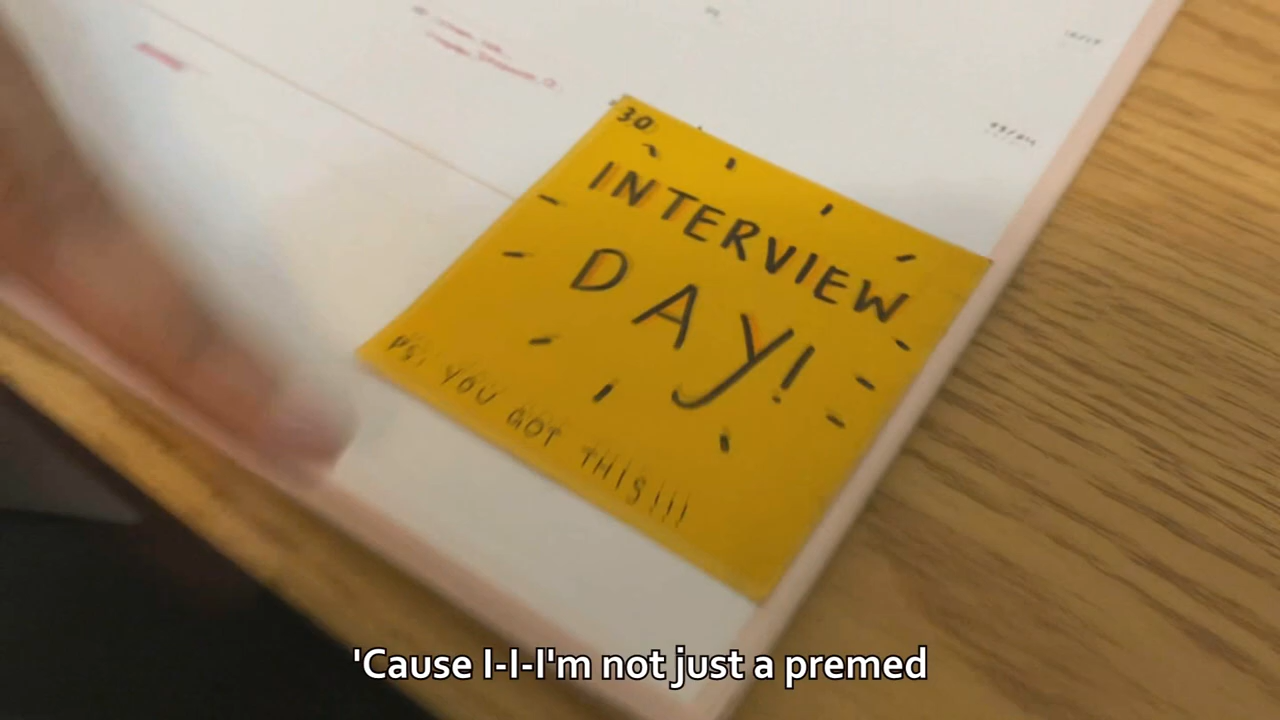 30
INTERVIEW
DAY!
PS: YOU GOT THIS!!!
'Cause I-I-I'm not just a premed